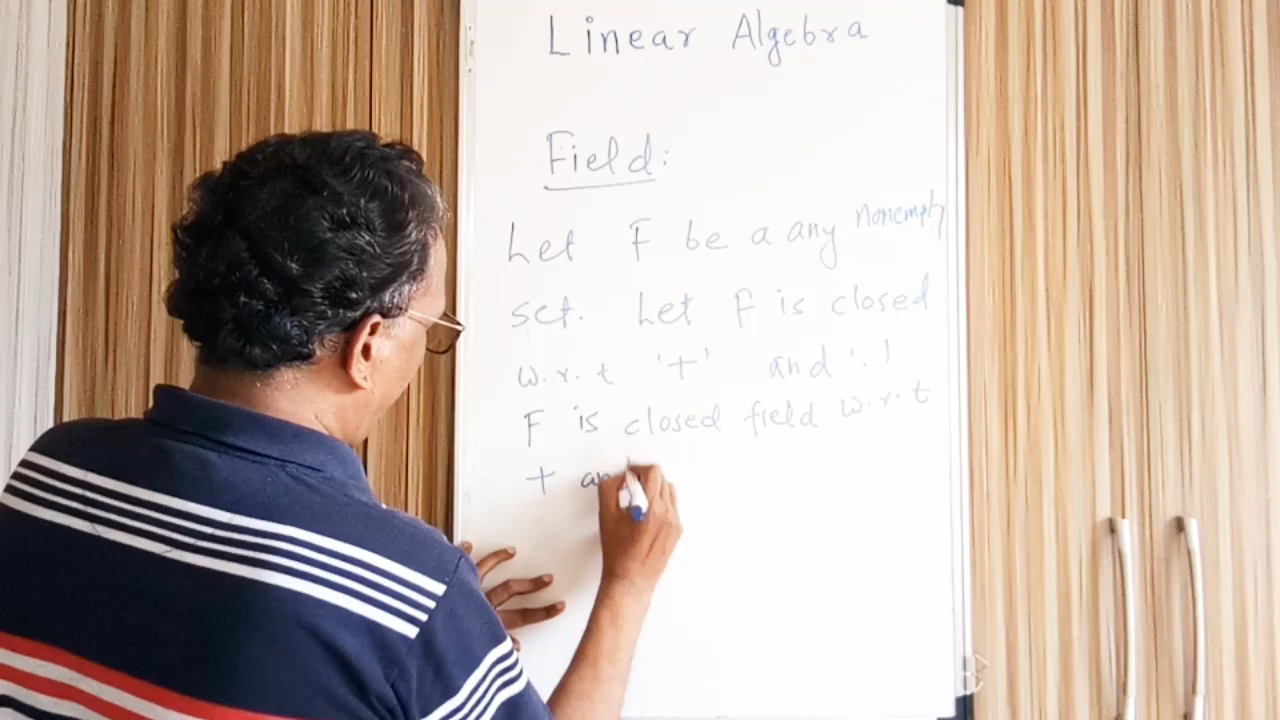 Linear Algebra
Field:
Let F be a any nonempty
set. Let F is closed
w.r.t '+' and '.'
F is closed field w.r.t
+ an